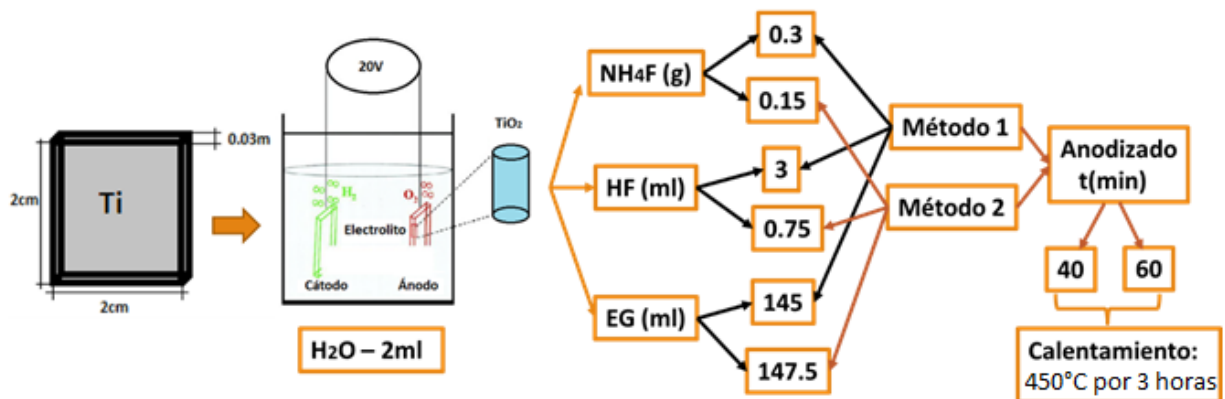 0.03m
2cm
Ti
2cm
20V
H2
O2
Electrolito
Cátodo
Ánodo
H2O – 2ml
TiO2
NH4F (g)
0.3
0.15
HF (ml)
3
0.75
EG (ml)
145
147.5
Método 1
Método 2
Anodizado
t(min)
40
60
Calentamiento:
450°C por 3 horas